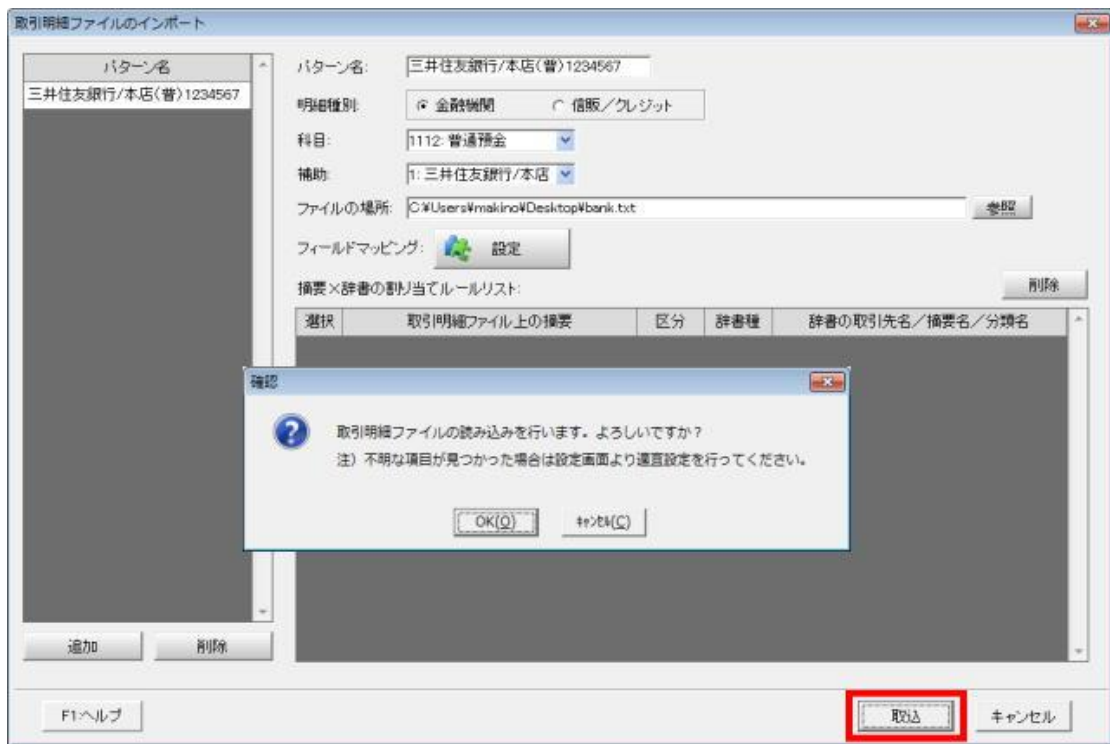 取引明細ファイルのインポート
パターン名
三井住友銀行/本店(普)1234567
パターン名:
三井住友銀行/本店(普)1234567
明細種別:
金融機関
信販/クレジット
科目:
1112: 普通預金
補助:
1: 三井住友銀行/本店
ファイルの場所:
C:¥Users¥makino¥Desktop¥bank.txt
参照
フィールドマッピング:
設定
摘要×辞書の割り当てルールリスト:
削除
選択 取引明細ファイル上の摘要 区分 辞書種 辞書の取引先名/摘要名/分類名
確認
取引明細ファイルの読み込みを行います。よろしいですか?
注)不明な項目が見つかった場合は設定画面より適宜設定を行ってください。
OK(O)
キャンセル(C)
追加
削除
F1:ヘルプ
取込
キャンセル